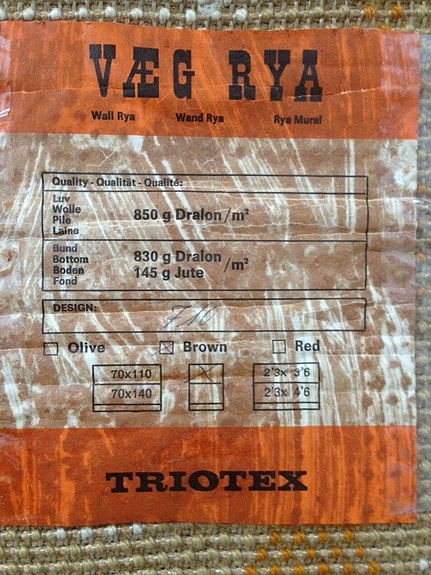 VÆG RYA
Wall Rya Wand Rya Rya Mural
Quality - Qualität - Qualité:
Luv
Wolle
Pile
Laine
850 g Dralon/m²
Bund
Bottom
Boden
Fond
830 g Dralon
145 g Jute
/m²
DESIGN:
Olive Brown Red
70x110 2'3x 3'6
70x140 2'3x 4'6
TRIOTEX